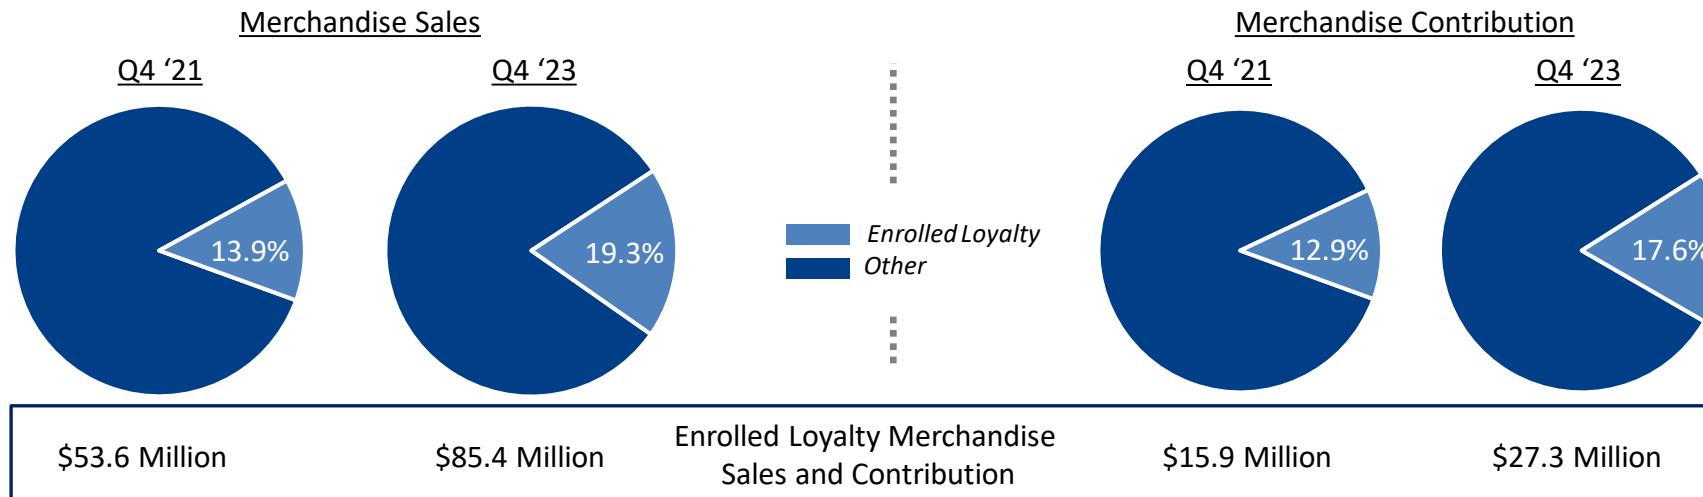 Merchandise Sales
Merchandise Contribution
Q4 ‘21
Q4 ‘23
Q4 ‘21
Q4 ‘23
13.9%
19.3%
Enrolled Loyalty
Other
12.9%
17.6%
$53.6 Million
$85.4 Million
Enrolled Loyalty Merchandise
Sales and Contribution
$15.9 Million
$27.3 Million